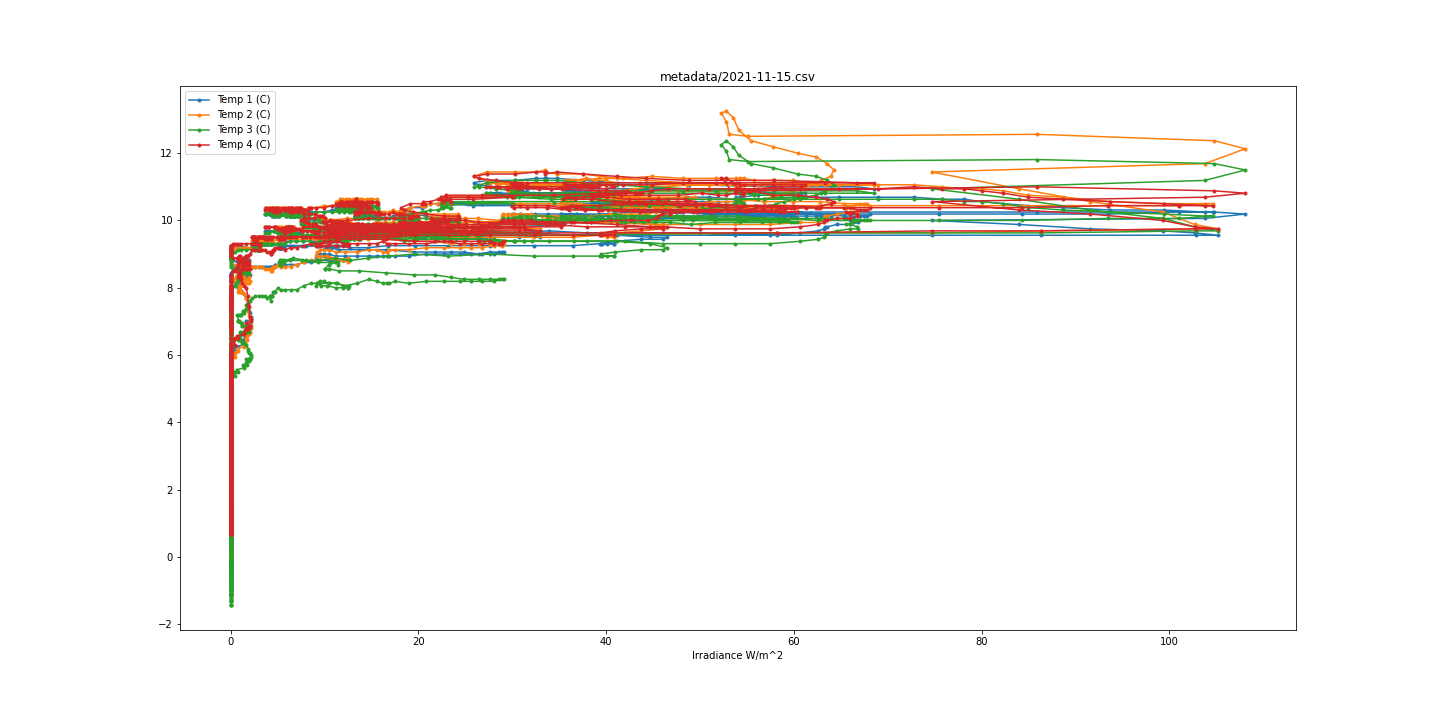 metadata/2021-11-15.csv
Temp 1 (C)
Temp 2 (C)
Temp 3 (C)
Temp 4 (C)
12
10
8
6
4
2
0
−2
0 20 40 60 80 100
Irradiance W/m^2